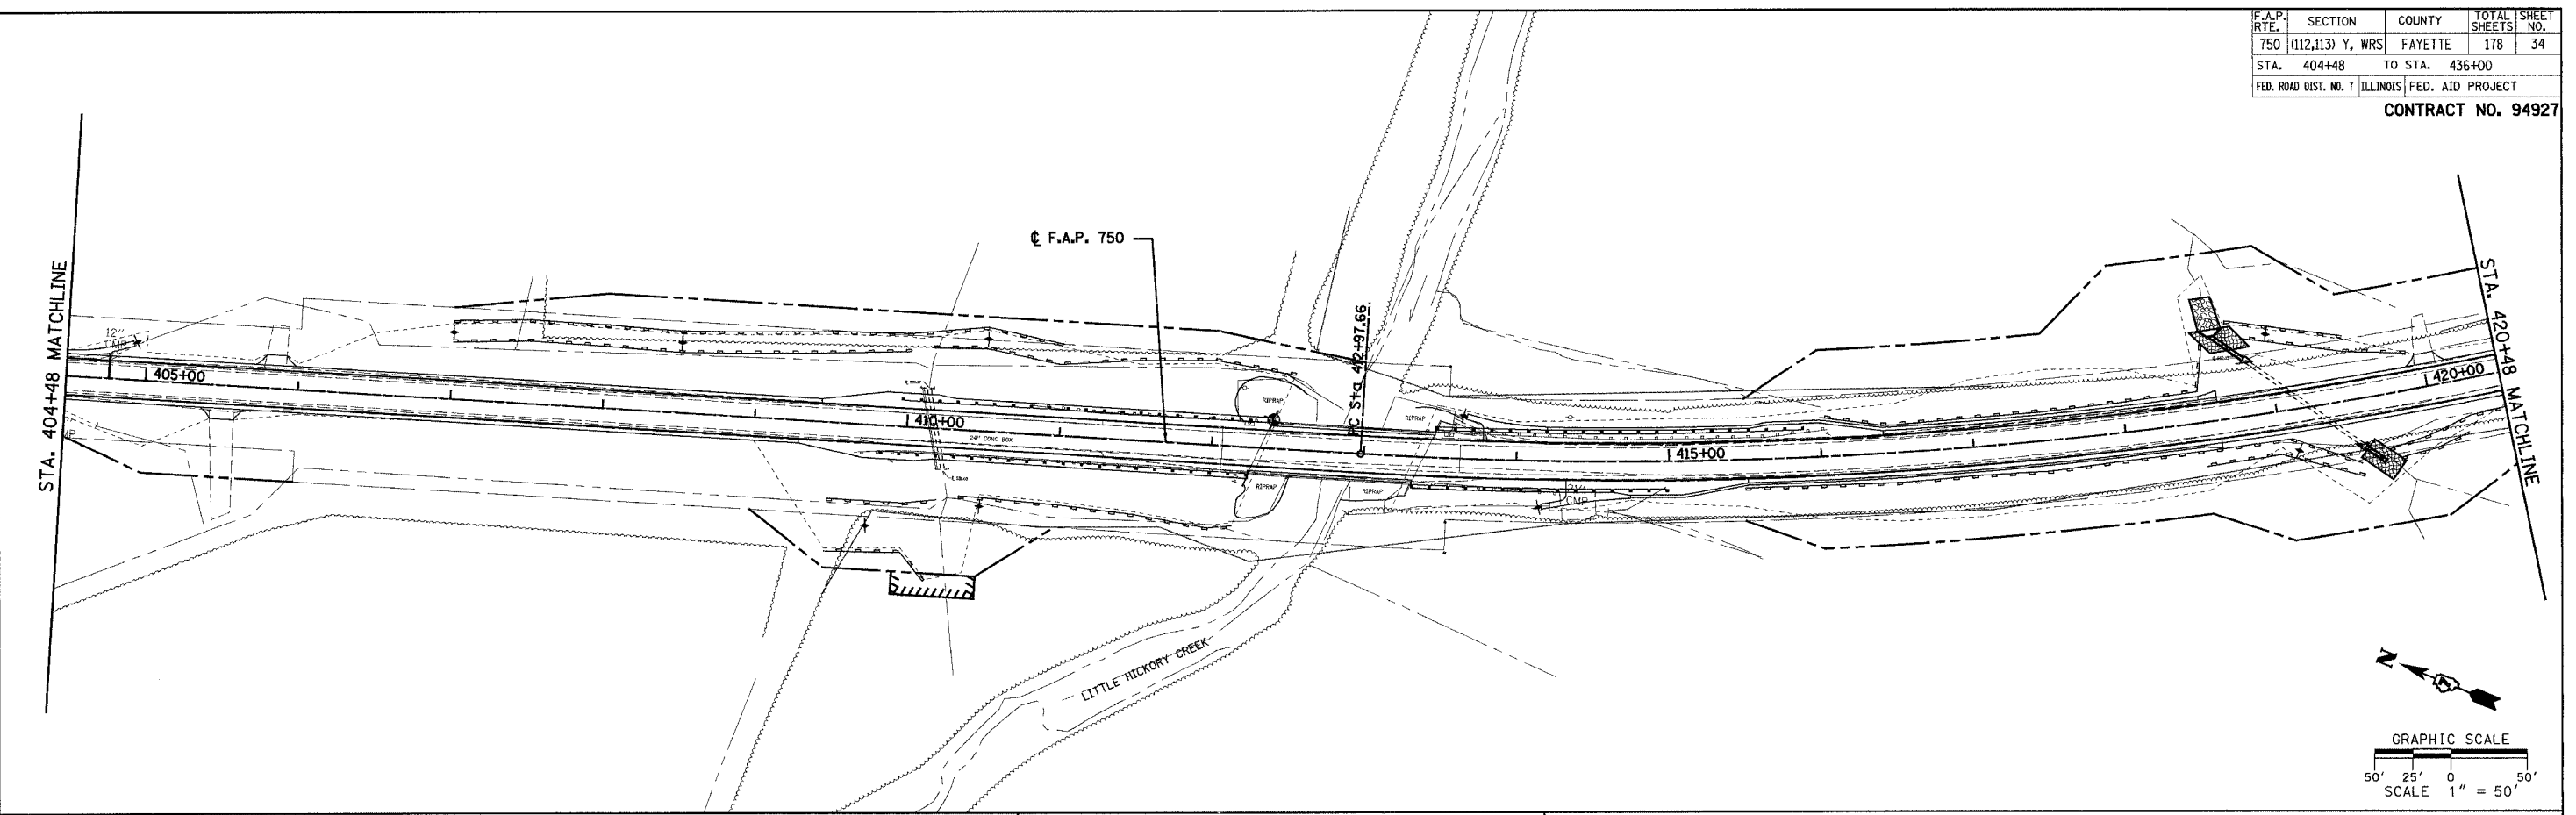 F.A.P. RTE. SECTION COUNTY TOTAL SHEETS SHEET NO.
750 (112,113) Y, WRS FAYETTE 178 34
STA. 404+48 TO STA. 436+00
FED. ROAD DIST. NO. 7 ILLINOIS FED. AID PROJECT
CONTRACT NO. 94927
STA. 404+48 MATCHLINE
12" CMP
405+00
℄ F.A.P. 750
410+00
24" CONC BOX
RIPRAP
RIPRAP
PC Sta 412+97.66
RIPRAP
RIPRAP
415+00
CMP
420+00
STA. 420+48 MATCHLINE
LITTLE HICKORY CREEK
N
GRAPHIC SCALE
50' 25' 0 50'
SCALE 1" = 50'